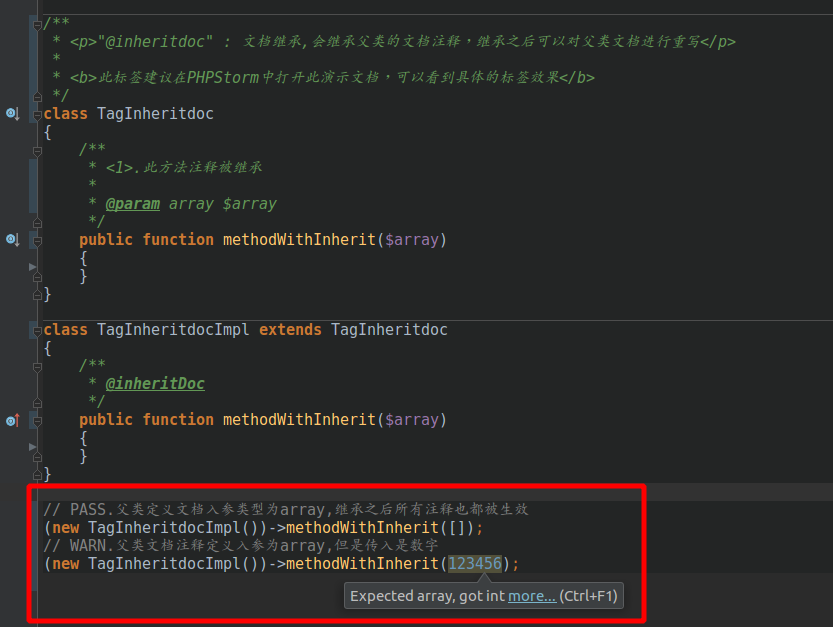 /**
 * <p>"@inheritdoc" : 文档继承,会继承父类的文档注释，继承之后可以对父类文档进行重写</p>
 *
 * <b>此标签建议在PHPStorm中打开此演示文档，可以看到具体的标签效果</b>
 */
class TagInheritdoc
{
    /**
     * <1>.此方法注释被继承
     *
     * @param array $array
     */
    public function methodWithInherit($array)
    {
    }
}
class TagInheritdocImpl extends TagInheritdoc
{
    /**
     * @inheritDoc
     */
    public function methodWithInherit($array)
    {
    }
}
// PASS.父类定义文档入参类型为array,继承之后所有注释也都被生效
(new TagInheritdocImpl())->methodWithInherit([]);
// WARN.父类文档注释定义入参为array,但是传入是数字
(new TagInheritdocImpl())->methodWithInherit(123456);
Expected array, got int more... (Ctrl+F1)